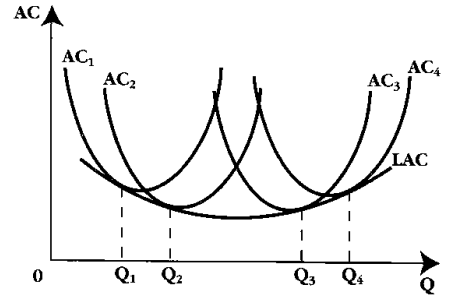 AC
AC₁
AC₂
AC₃
AC₄
LAC
0
Q₁
Q₂
Q₃
Q₄
Q